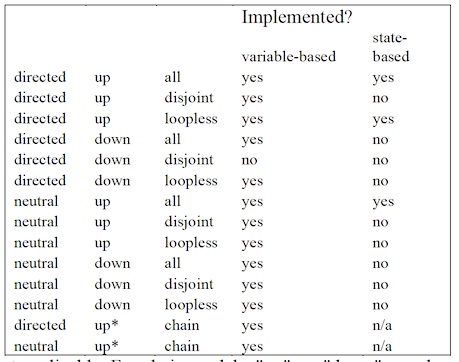 Implemented?
state-
variable-based based
directed up all yes yes
directed up disjoint yes no
directed up loopless yes yes
directed down all yes no
directed down disjoint no no
directed down loopless yes no
neutral up all yes yes
neutral up disjoint yes no
neutral up loopless yes no
neutral down all yes no
neutral down disjoint yes no
neutral down loopless yes no
directed up* chain yes n/a
neutral up* chain yes n/a